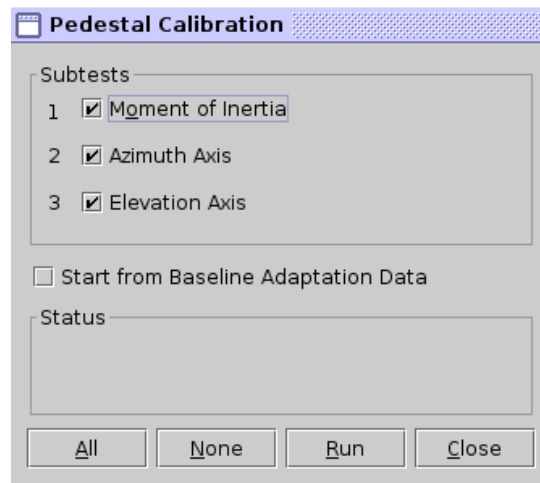 Pedestal Calibration
Subtests
1 Moment of Inertia
2 Azimuth Axis
3 Elevation Axis
Start from Baseline Adaptation Data
Status
All None Run Close